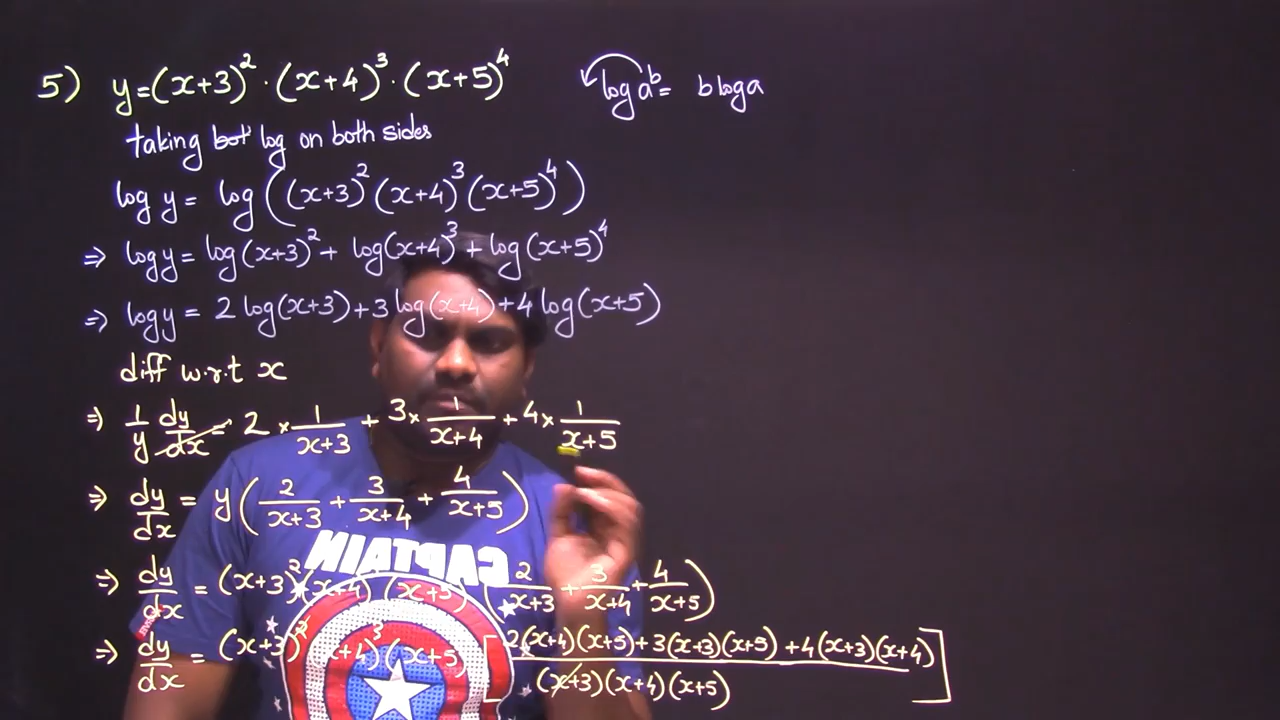 5) y=(x+3)²·(x+4)³·(x+5)⁴
log aᵇ= b log a
taking log on both sides
log y= log((x+3)²(x+4)³(x+5)⁴)
⇒ log y= log(x+3)²+ log(x+4)³+log(x+5)⁴
⇒ log y = 2 log(x+3)+3 log(x+4)+4 log(x+5)
diff w.r.t x
⇒ 1/y dy/dx = 2 × 1/(x+3) + 3× 1/(x+4) + 4× 1/(x+5)
⇒ dy/dx = y(2/(x+3) + 3/(x+4) + 4/(x+5))
⇒ dy/dx = (x+3)²(x+4) (x+5) (2/(x+3) + 3/(x+4) + 4/(x+5))
⇒ dy/dx = (x+3)² x+4)³(x+5) [2(x+4)(x+5)+3(x+3)(x+5)+4(x+3)(x+4)/(x+3)(x+4)(x+5)]
CAPTAIN